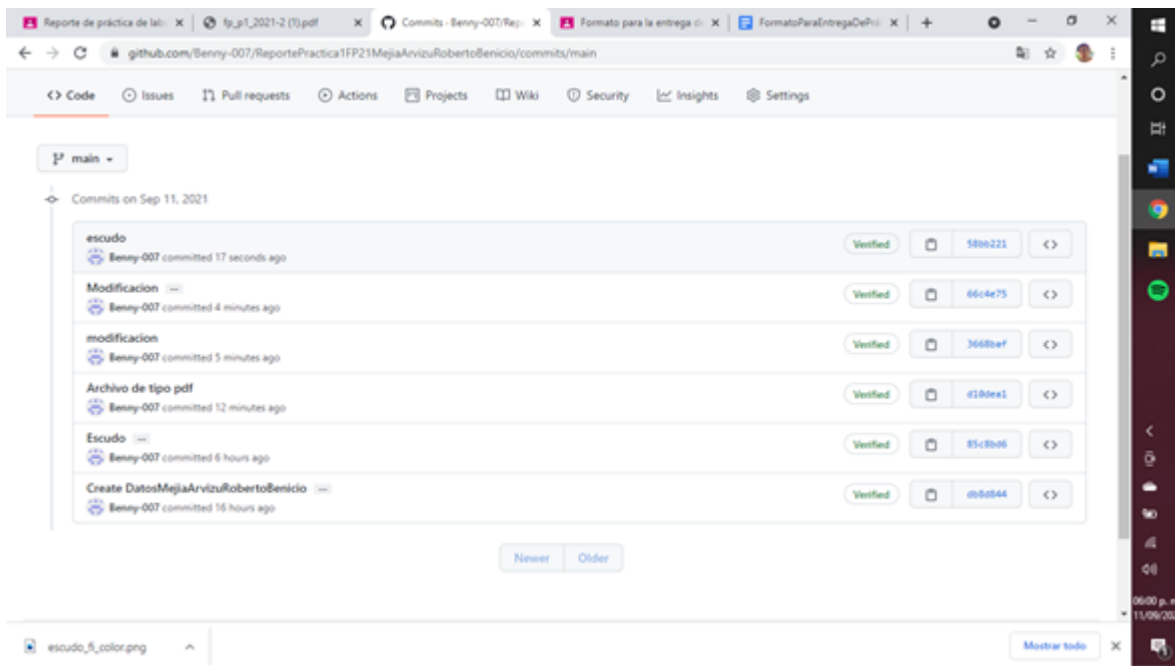 Reporte de práctica de lab
fp_p1_2021-2 (1).pdf
Commits · Benny-007/Rep
Formato para la entrega d
FormatoParaEntregaDePrá
github.com/Benny-007/ReportePractica1FP21MejiaArvizuRobertoBenicio/commits/main
Code Issues Pull requests Actions Projects Wiki Security Insights Settings
main
Commits on Sep 11, 2021
escudo
Benny-007 committed 17 seconds ago
Verified 58bb221
Modificacion
Benny-007 committed 4 minutes ago
Verified 66c4e75
modificacion
Benny-007 committed 5 minutes ago
Verified 3668bef
Archivo de tipo pdf
Benny-007 committed 12 minutes ago
Verified d10dea1
Escudo
Benny-007 committed 6 hours ago
Verified 85c8bd6
Create DatosMejiaArvizuRobertoBenicio
Benny-007 committed 16 hours ago
Verified db8d844
Newer Older
06:00 p. m
11/09/202
escudo_fi_color.png
Mostrar todo